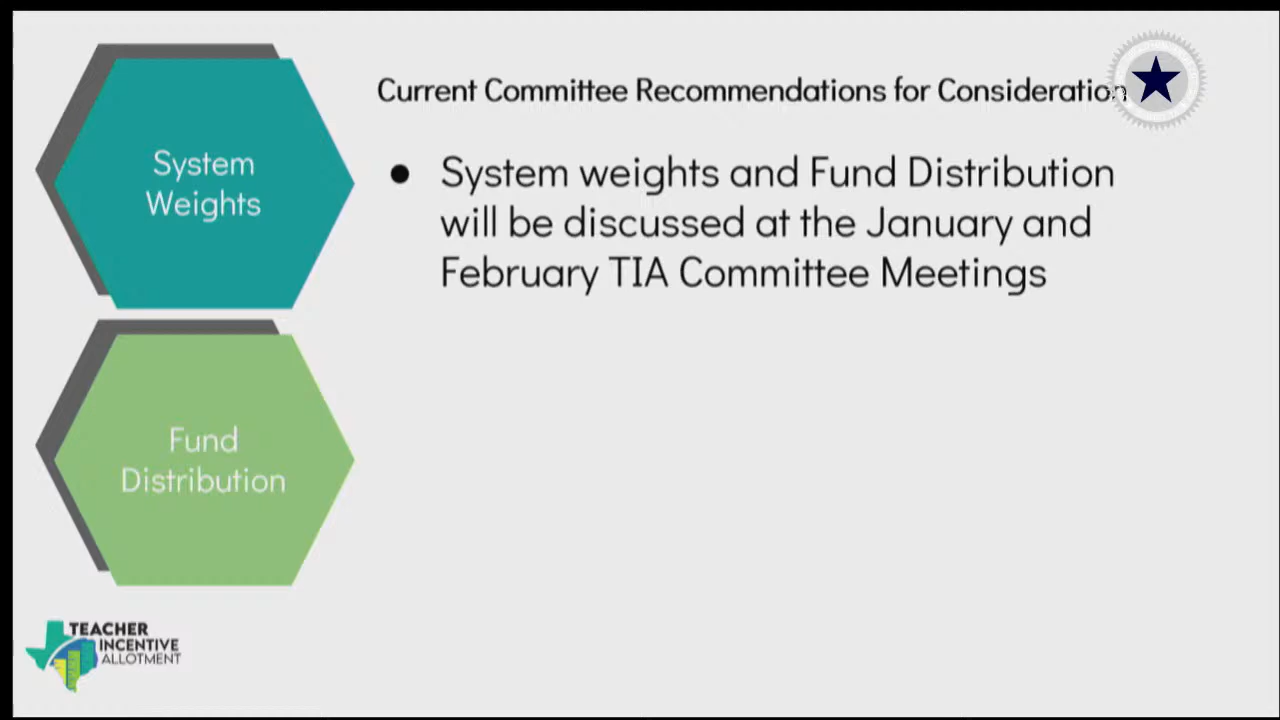 Current Committee Recommendations for Consideration
System
Weights
● System weights and Fund Distribution
will be discussed at the January and
February TIA Committee Meetings
Fund
Distribution
TEACHER
INCENTIVE
ALLOTMENT